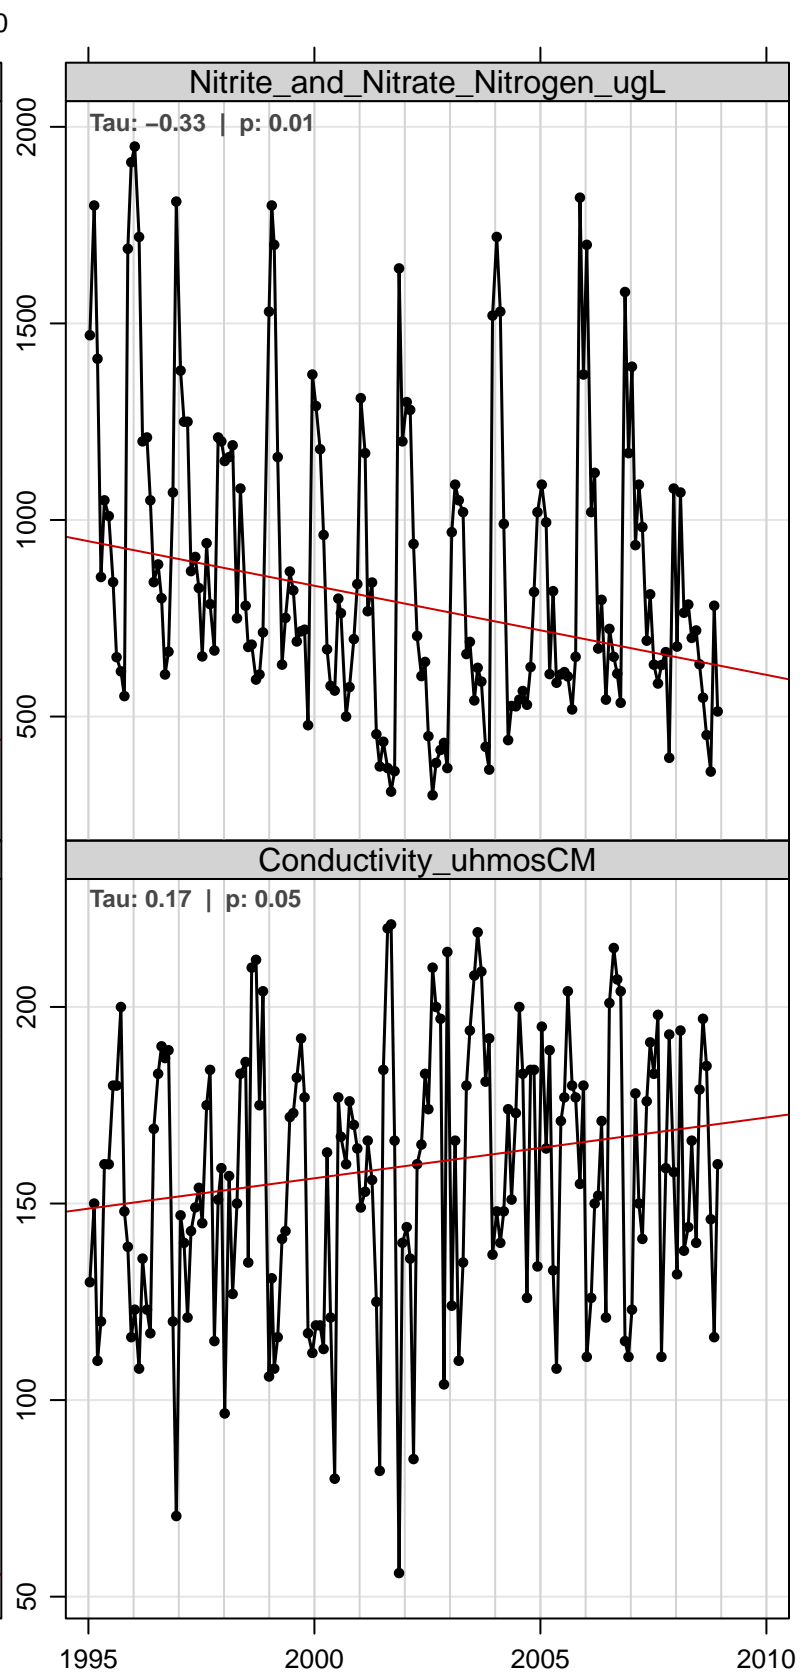 0
Nitrite_and_Nitrate_Nitrogen_ugL
Tau: −0.33 | p: 0.01
2000
1500
1000
500
Conductivity_uhmosCM
Tau: 0.17 | p: 0.05
200
150
100
50
1995 2000 2005 2010